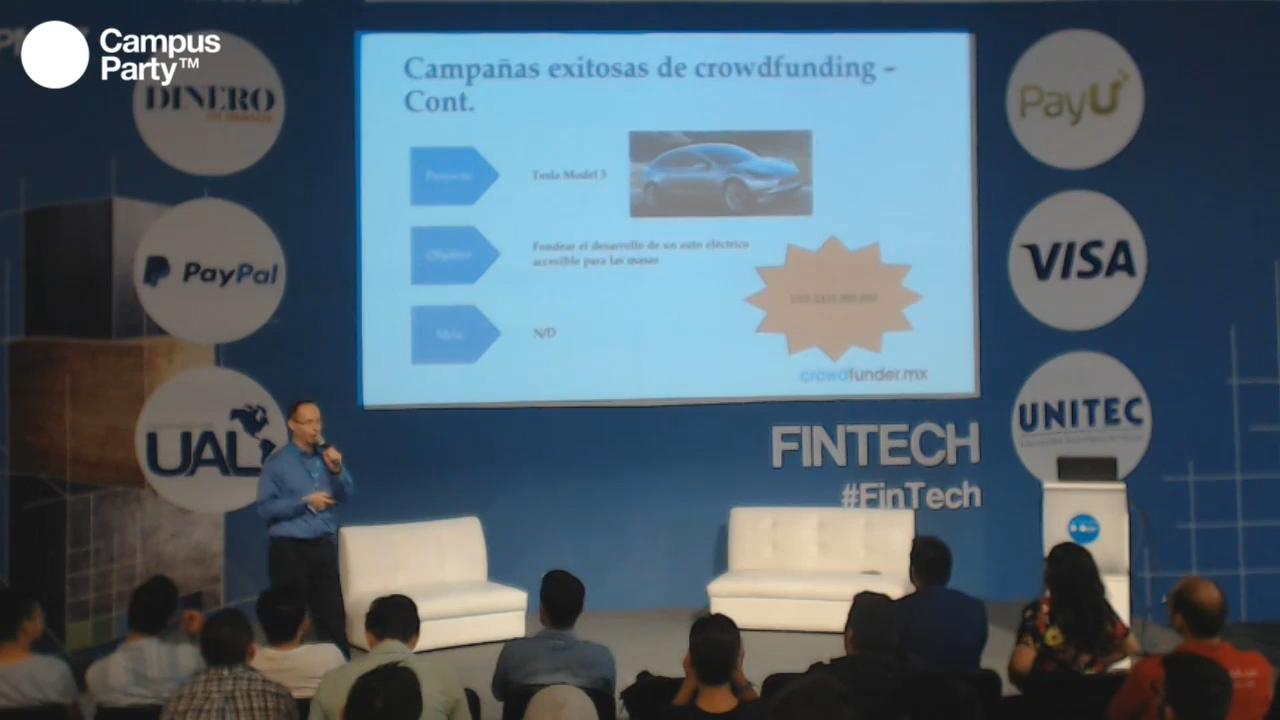 Campus
Party™
DINERO
PayPal
UAL
Campañas exitosas de crowdfunding –
Cont.
Tesla Model 3
Fondear el desarrollo de un auto eléctrico
accesible para las masas
N/D
crowdfunder.mx
FINTECH
#FinTech
PayU
VISA
UNITEC